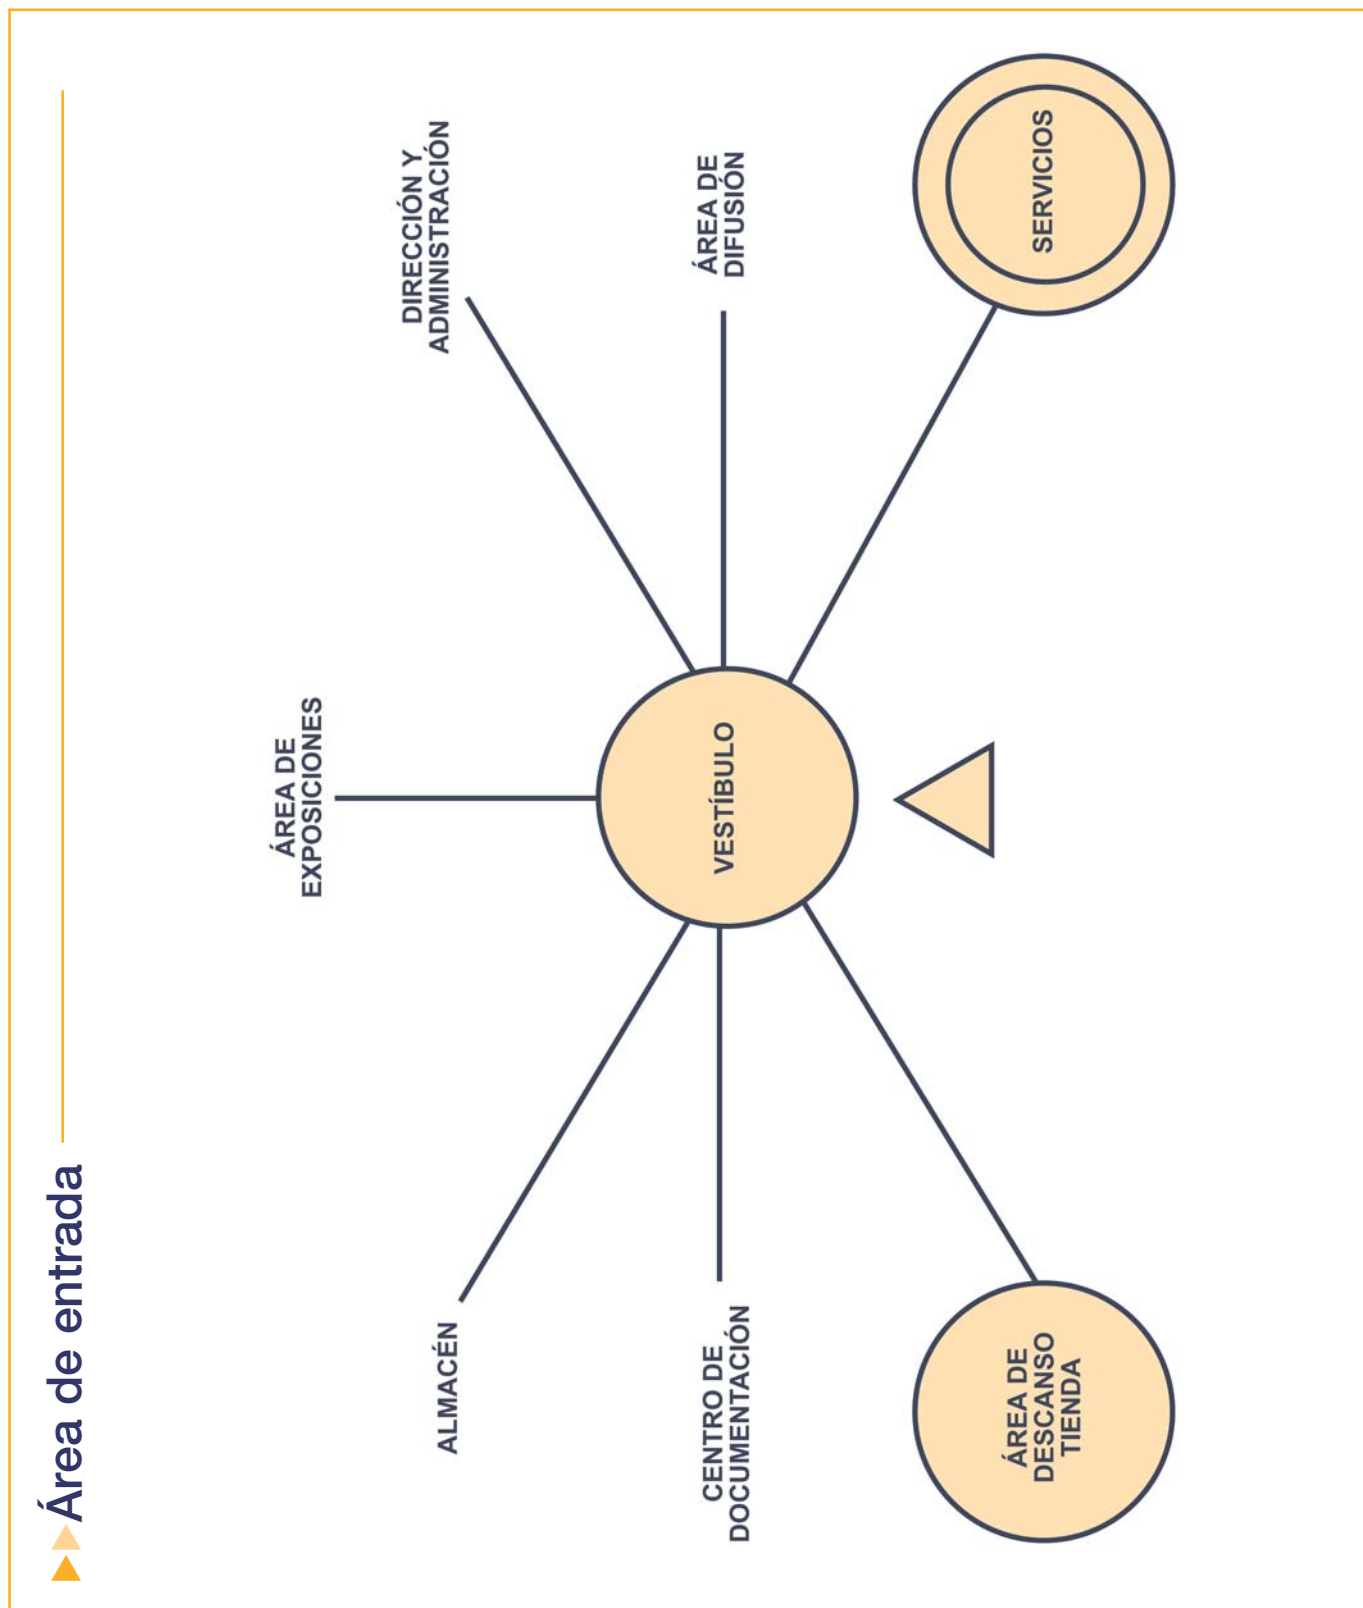 Área de entrada
ALMACÉN
ÁREA DE
EXPOSICIONES
DIRECCIÓN Y
ADMINISTRACIÓN
CENTRO DE
DOCUMENTACIÓN
VESTÍBULO
ÁREA DE
DIFUSIÓN
ÁREA DE
DESCANSO
TIENDA
SERVICIOS